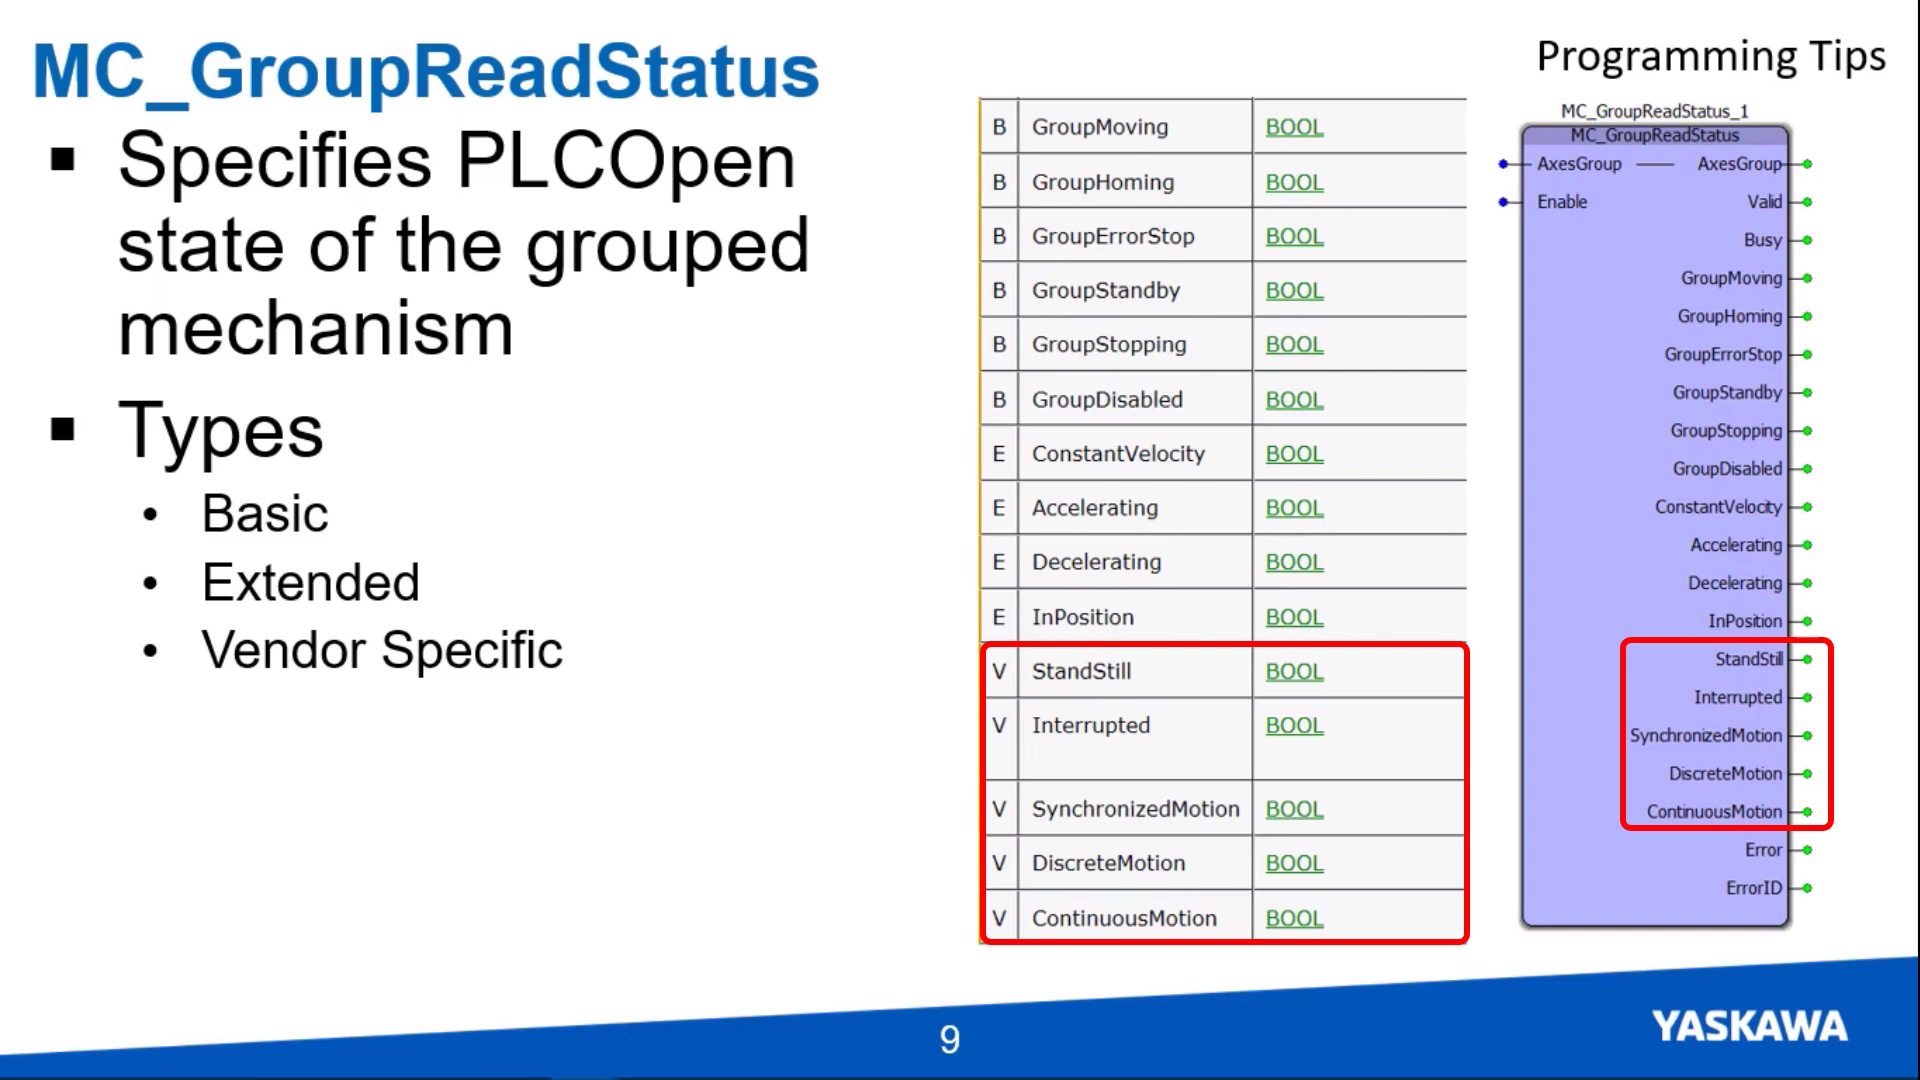 MC_GroupReadStatus
Programming Tips
▪ Specifies PLCOpen
state of the grouped
mechanism
▪ Types
• Basic
• Extended
• Vendor Specific
B GroupMoving BOOL
B GroupHoming BOOL
B GroupErrorStop BOOL
B GroupStandby BOOL
B GroupStopping BOOL
B GroupDisabled BOOL
E ConstantVelocity BOOL
E Accelerating BOOL
E Decelerating BOOL
E InPosition BOOL
V StandStill BOOL
V Interrupted BOOL
V SynchronizedMotion BOOL
V DiscreteMotion BOOL
V ContinuousMotion BOOL
MC_GroupReadStatus_1
MC_GroupReadStatus
AxesGroup AxesGroup
Enable Valid
Busy
GroupMoving
GroupHoming
GroupErrorStop
GroupStandby
GroupStopping
GroupDisabled
ConstantVelocity
Accelerating
Decelerating
InPosition
StandStill
Interrupted
SynchronizedMotion
DiscreteMotion
ContinuousMotion
Error
ErrorID
9
YASKAWA